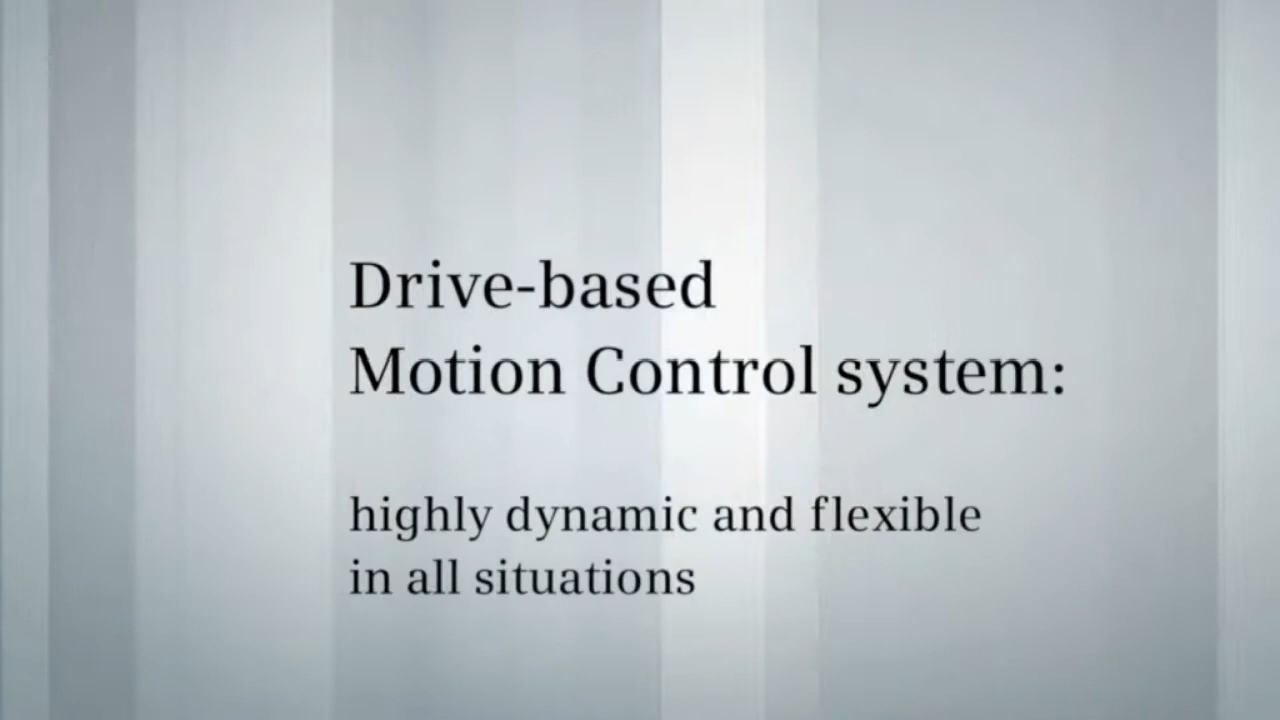 Drive-based
Motion Control system:
highly dynamic and flexible
in all situations